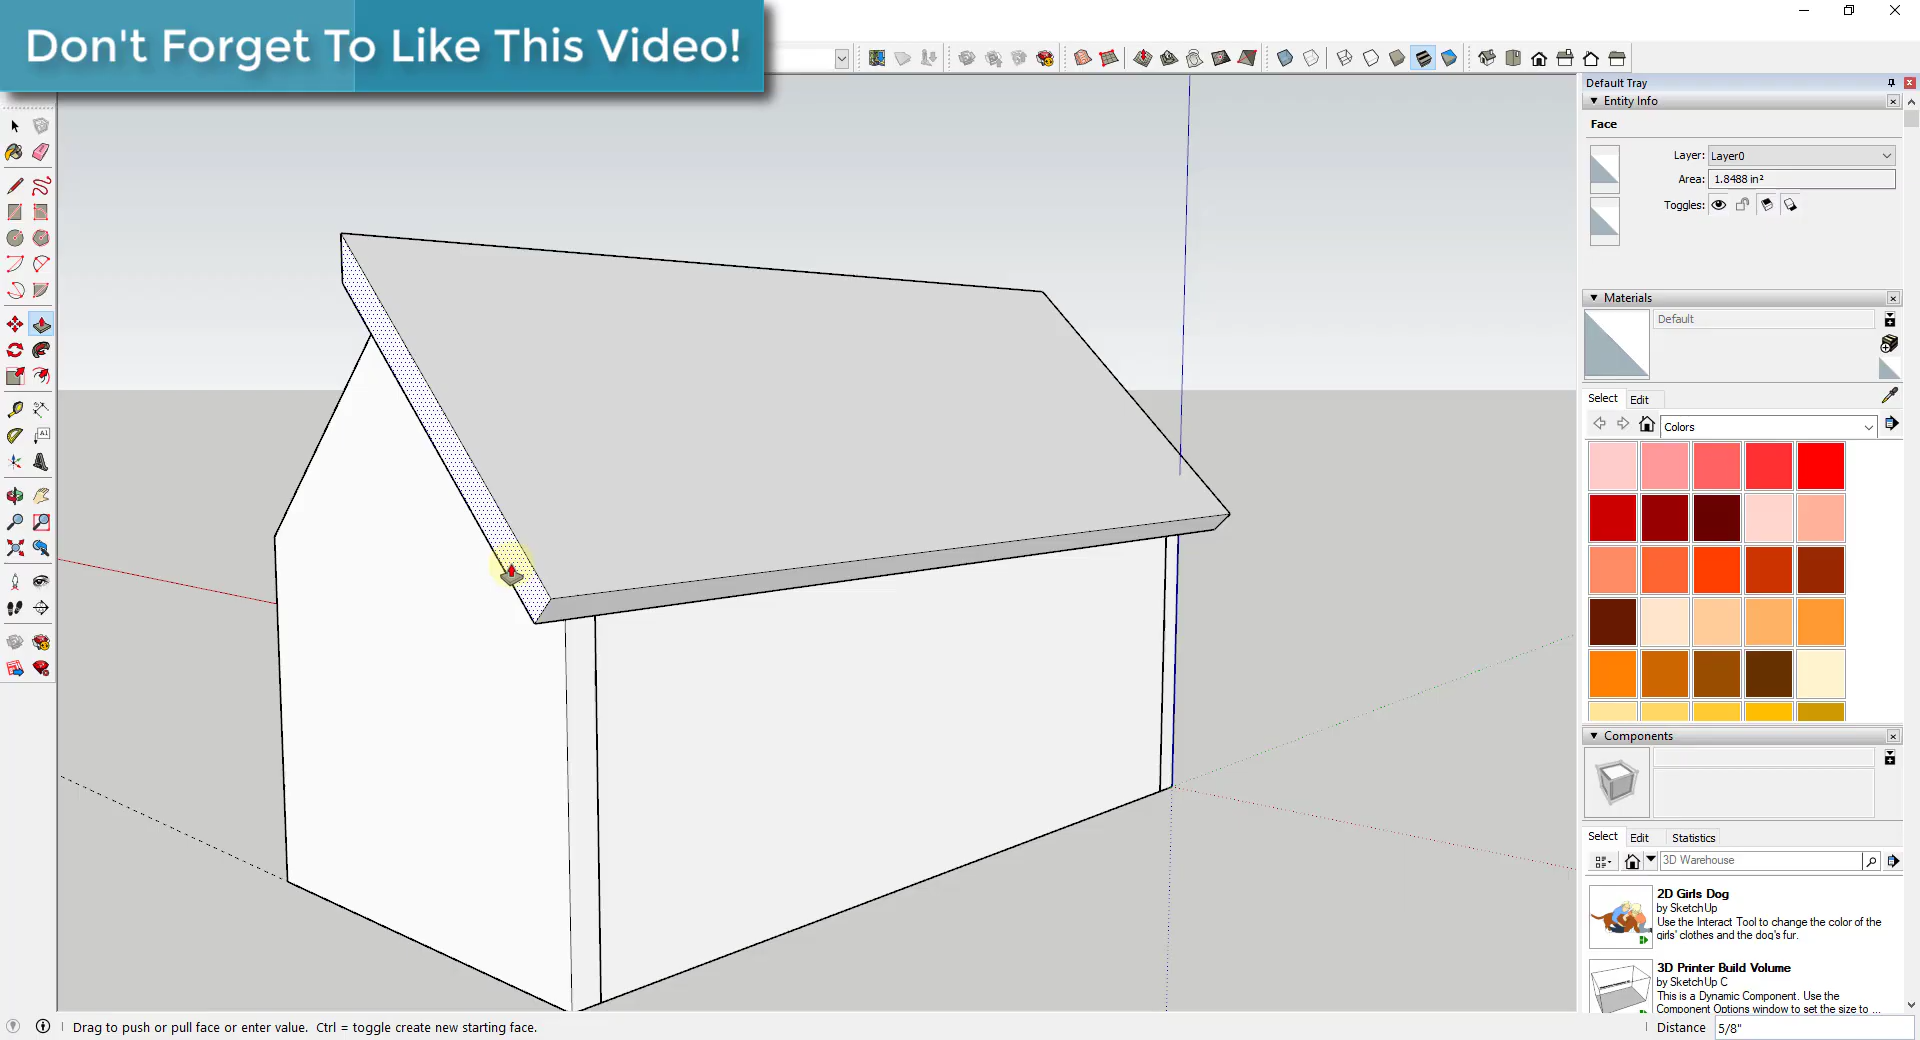 Don't Forget To Like This Video!
Default Tray
Entity Info
Face
Layer: Layer0
Area: 1.8488 in²
Toggles:
Materials
Default
Select Edit
Colors
Components
Select Edit Statistics
3D Warehouse
2D Girls Dog
by SketchUp
Use the Interact Tool to change the color of the
girls' clothes and the dog's fur.
3D Printer Build Volume
by SketchUp C
This is a Dynamic Component. Use the
Component Options window to set the size to ...
Drag to push or pull face or enter value. Ctrl = toggle create new starting face.
Distance 5/8"